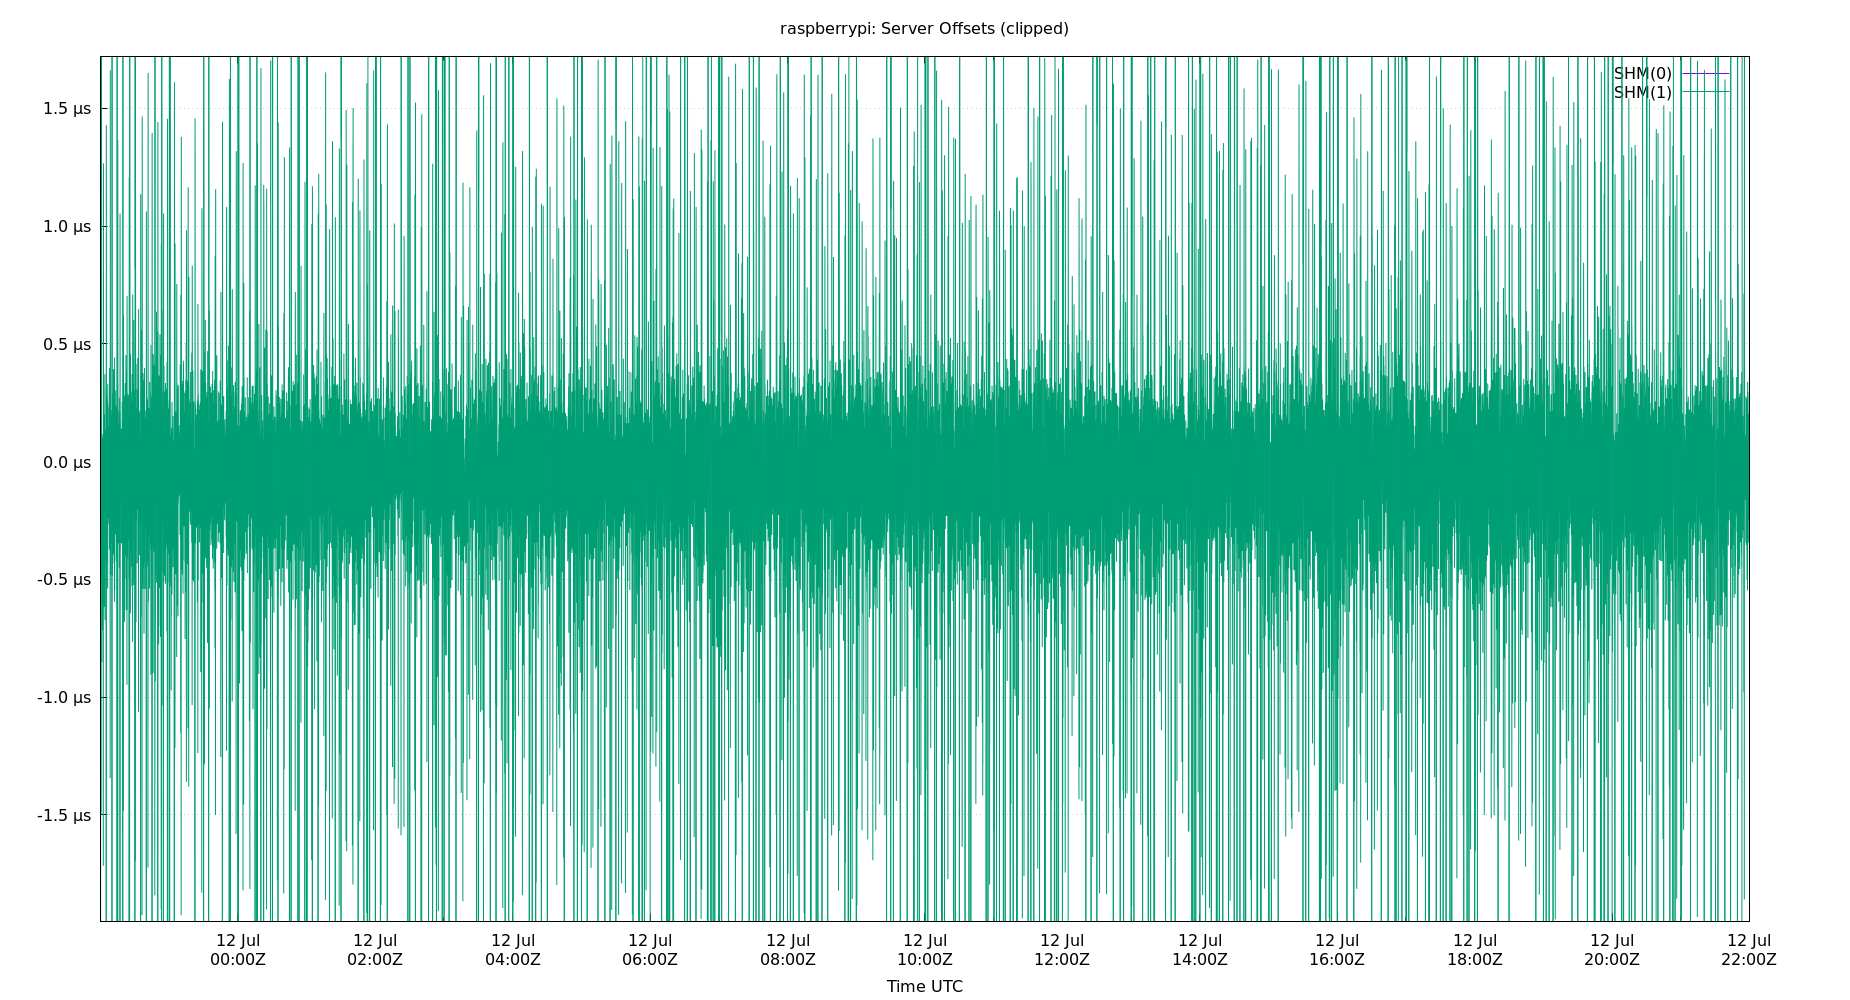 raspberrypi: Server Offsets (clipped)
SHM(0)
SHM(1)
1.5 µs
1.0 µs
0.5 µs
0.0 µs
-0.5 µs
-1.0 µs
-1.5 µs
12 Jul 12 Jul 12 Jul 12 Jul 12 Jul 12 Jul 12 Jul 12 Jul 12 Jul 12 Jul 12 Jul 12 Jul
00:00Z 02:00Z 04:00Z 06:00Z 08:00Z 10:00Z 12:00Z 14:00Z 16:00Z 18:00Z 20:00Z 22:00Z
Time UTC